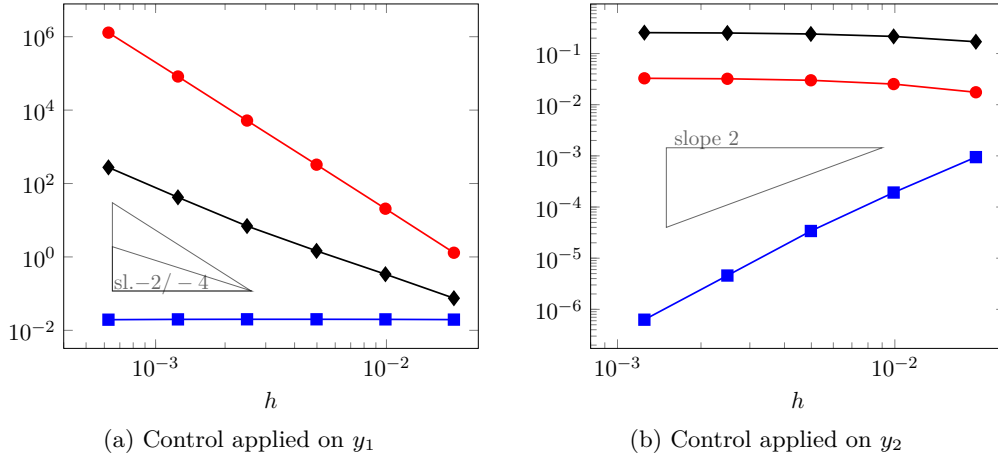 10^6
10^4
10^2
10^0
10^−2
sl.−2/ − 4
10^−3
10^−2
h
(a) Control applied on y_1
10^−1
10^−2
10^−3
10^−4
10^−5
10^−6
slope 2
10^−3
10^−2
h
(b) Control applied on y_2